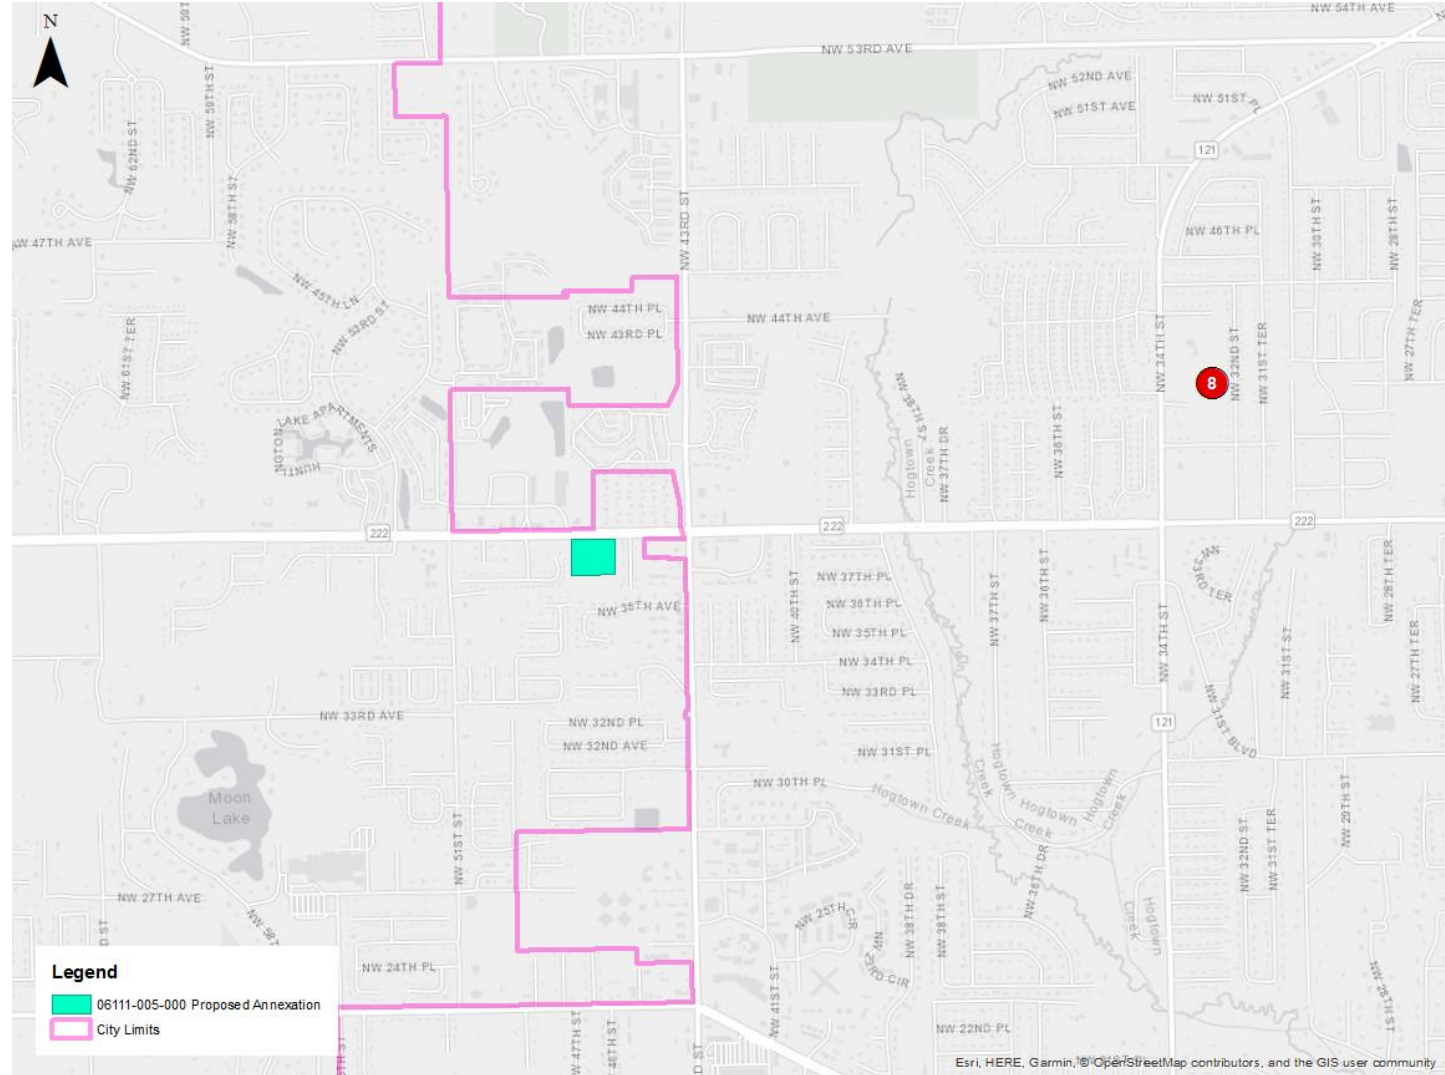 N
NW 54TH AVE
NW 53RD AVE
NW 59TH ST
NW 52ND AVE
NW 51ST AVE
NW 51ST PL
121
NW 62ND ST
NW 58TH ST
NW 43RD ST
NW 47TH AVE
NW 46TH PL
NW 30TH ST
NW 28TH ST
NW 45TH LN
NW 53RD ST
NW 44TH PL
NW 43RD PL
NW 44TH AVE
NW 61ST TER
NW 34TH ST
NW 32ND ST
NW 31ST TER
NW 27TH TER
8
NW 38TH ST
Hogtown
Creek
NW 37TH DR
NW 36TH ST
HUNTINGTON LAKE APARTMENTS
222
222
222
NW 40TH ST
NW 37TH PL
NW 36TH PL
NW 35TH PL
NW 34TH PL
NW 33RD PL
NW 37TH ST
NW 36TH ST
NW 33RD TER
NW 28TH TER
NW 35TH AVE
NW 34TH ST
NW 31ST ST
NW 27TH TER
NW 31ST BLVD
121
NW 33RD AVE
NW 32ND PL
NW 32ND AVE
NW 31ST PL
NW 30TH PL
Hogtown Creek
Hogtown
Creek
Hogtown
Creek
Hogtown
Creek
Moon
Lake
NW 51ST ST
NW 29TH ST
NW 32ND ST
NW 31ST TER
NW 36TH DR
NW 27TH AVE
NW 25TH CIR
NW 23RD CIR
NW 38TH DR
NW 38TH ST
Hogtown
Creek
NW 24TH PL
NW 41ST ST
NW 28TH ST
NW 22ND PL
NW 47TH ST
NW 46TH ST
D ST
Legend
06111-005-000 Proposed Annexation
City Limits
Esri, HERE, Garmin, © OpenStreetMap contributors, and the GIS user community